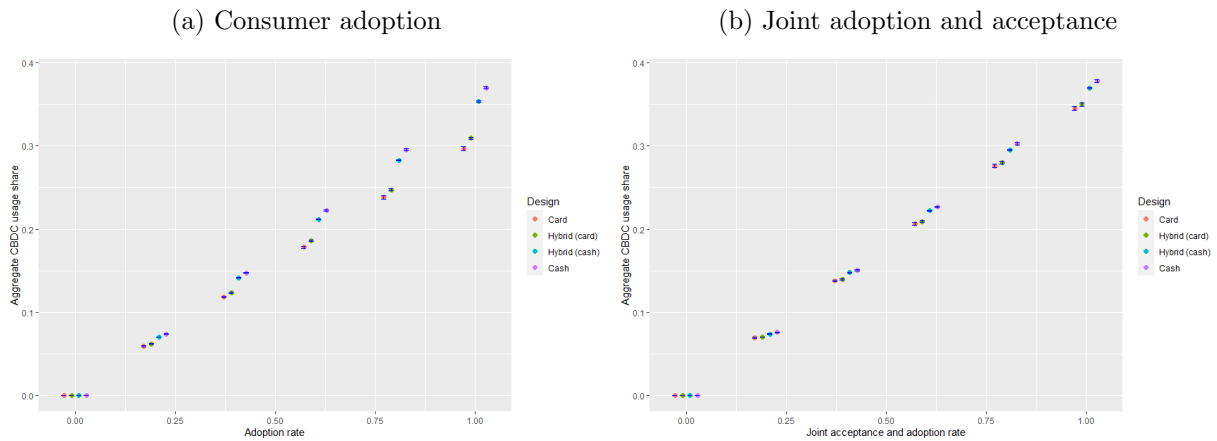 (a) Consumer adoption
0.4
0.3
0.2
0.1
0.0
Aggregate CBDC usage share
0.00
0.25
0.50
0.75
1.00
Adoption rate
Design
Card
Hybrid (card)
Hybrid (cash)
Cash
(b) Joint adoption and acceptance
0.4
0.3
0.2
0.1
0.0
Aggregate CBDC usage share
0.00
0.25
0.50
0.75
1.00
Joint acceptance and adoption rate
Design
Card
Hybrid (card)
Hybrid (cash)
Cash